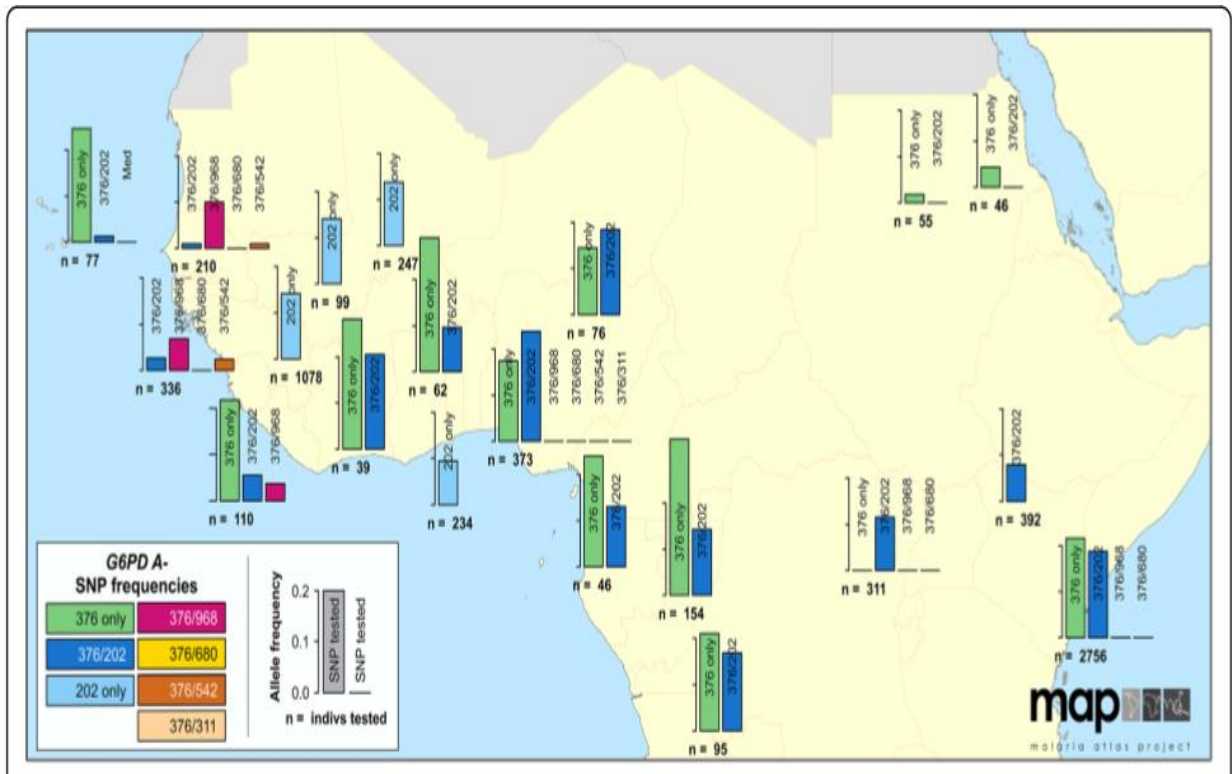 376 only
376/202
Med
n = 77
376/202
376/968
376/680
376/542
n = 210
202 only
n = 99
202 only
n = 247
376 only
376/202
n = 55
376 only
376/202
n = 46
376/202
376/968
376/680
376/542
n = 336
202 only
n = 1078
376 only
376/202
n = 39
376 only
376/202
n = 62
376 only
376/202
n = 76
376 only
376/202
376/968
376/680
376/542
376/311
n = 373
376 only
376/202
376/968
n = 110
202 only
n = 234
376 only
376/202
n = 46
376 only
376/202
n = 154
376 only
376/202
376/968
376/680
n = 311
376/202
n = 392
376 only
376/202
376/968
376/680
n = 2756
376 only
376/202
n = 95
G6PD A-
SNP frequencies
376 only
376/968
376/202
376/680
202 only
376/542
376/311
Allele frequency
0.2
0.1
0.0
SNP tested
SNP tested
n = indivs tested
map
malaria atlas project